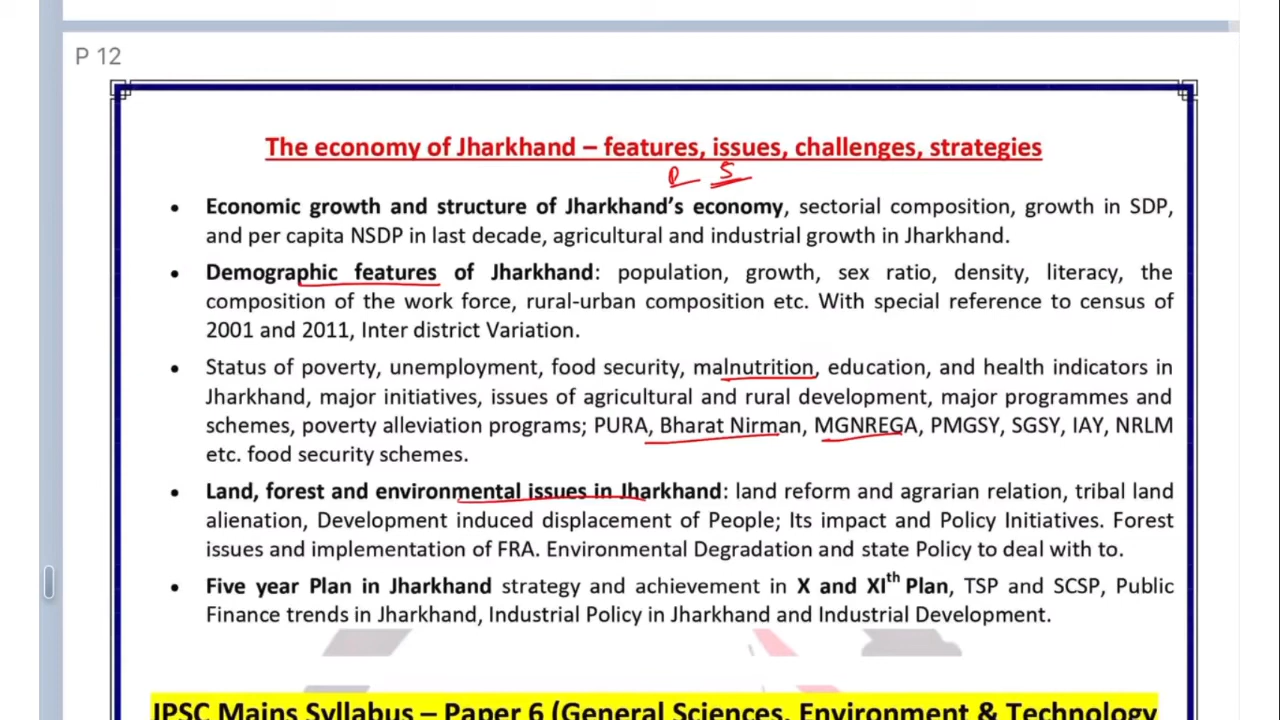 P 12
The economy of Jharkhand – features, issues, challenges, strategies
• Economic growth and structure of Jharkhand's economy, sectorial composition, growth in SDP,
and per capita NSDP in last decade, agricultural and industrial growth in Jharkhand.
• Demographic features of Jharkhand: population, growth, sex ratio, density, literacy, the
composition of the work force, rural-urban composition etc. With special reference to census of
2001 and 2011, Inter district Variation.
• Status of poverty, unemployment, food security, malnutrition, education, and health indicators in
Jharkhand, major initiatives, issues of agricultural and rural development, major programmes and
schemes, poverty alleviation programs; PURA, Bharat Nirman, MGNREGA, PMGSY, SGSY, IAY, NRLM
etc. food security schemes.
• Land, forest and environmental issues in Jharkhand: land reform and agrarian relation, tribal land
alienation, Development induced displacement of People; Its impact and Policy Initiatives. Forest
issues and implementation of FRA. Environmental Degradation and state Policy to deal with to.
• Five year Plan in Jharkhand strategy and achievement in X and XIth Plan, TSP and SCSP, Public
Finance trends in Jharkhand, Industrial Policy in Jharkhand and Industrial Development.
JPSC Mains Syllabus – Paper 6 (General Sciences, Environment & Technology